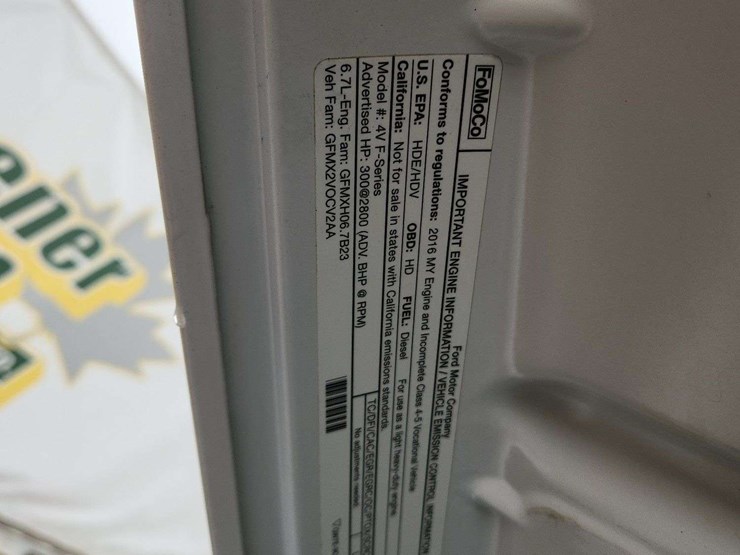 FoMoCo
Ford Motor Company
IMPORTANT ENGINE INFORMATION / VEHICLE EMISSION CONTROL INFORMATION
Conforms to regulations: 2016 MY Engine and Incomplete Class 4-5 Vocational Vehicle
U.S. EPA: HDE/HDV OBD: HD FUEL: Diesel For use as a light heavy-duty engine
California: Not for sale in states with California emissions standards.
Model #: 4V F-Series
Advertised HP: 300@2800 (ADV. BHP @ RPM)
6.7L-Eng. Fam: GFMXH06.7B23
Veh Fam: GFMX2VOCV2AA
No adjustments needed.
ener